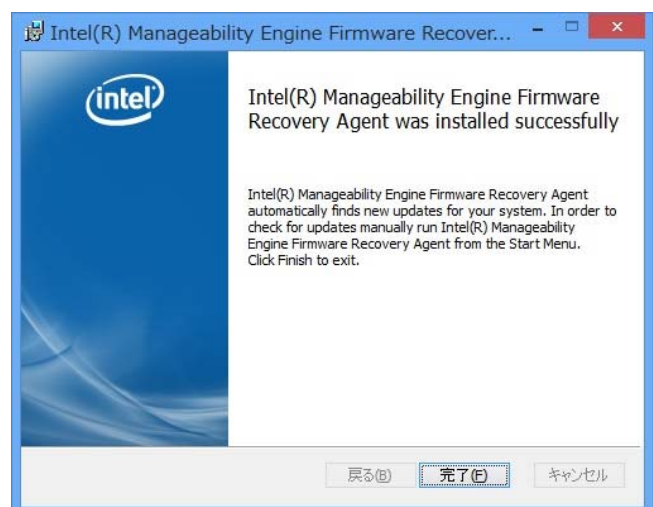 Intel(R) Manageability Engine Firmware Recover...
intel
Intel(R) Manageability Engine Firmware
Recovery Agent was installed successfully
Intel(R) Manageability Engine Firmware Recovery Agent
automatically finds new updates for your system. In order to
check for updates manually run Intel(R) Manageability
Engine Firmware Recovery Agent from the Start Menu.
Click Finish to exit.
戻る(B) 完了(F) キャンセル